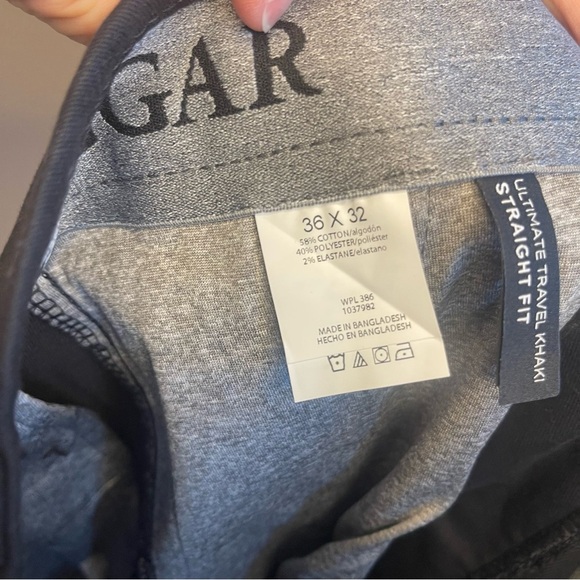 GAR
36 X 32
58% COTTON/algodón
40% POLYESTER/poliéster
2% ELASTANE/elastano
WPL 386
1037982
MADE IN BANGLADESH
HECHO EN BANGLADESH
ULTIMATE TRAVEL KHAKI
STRAIGHT FIT